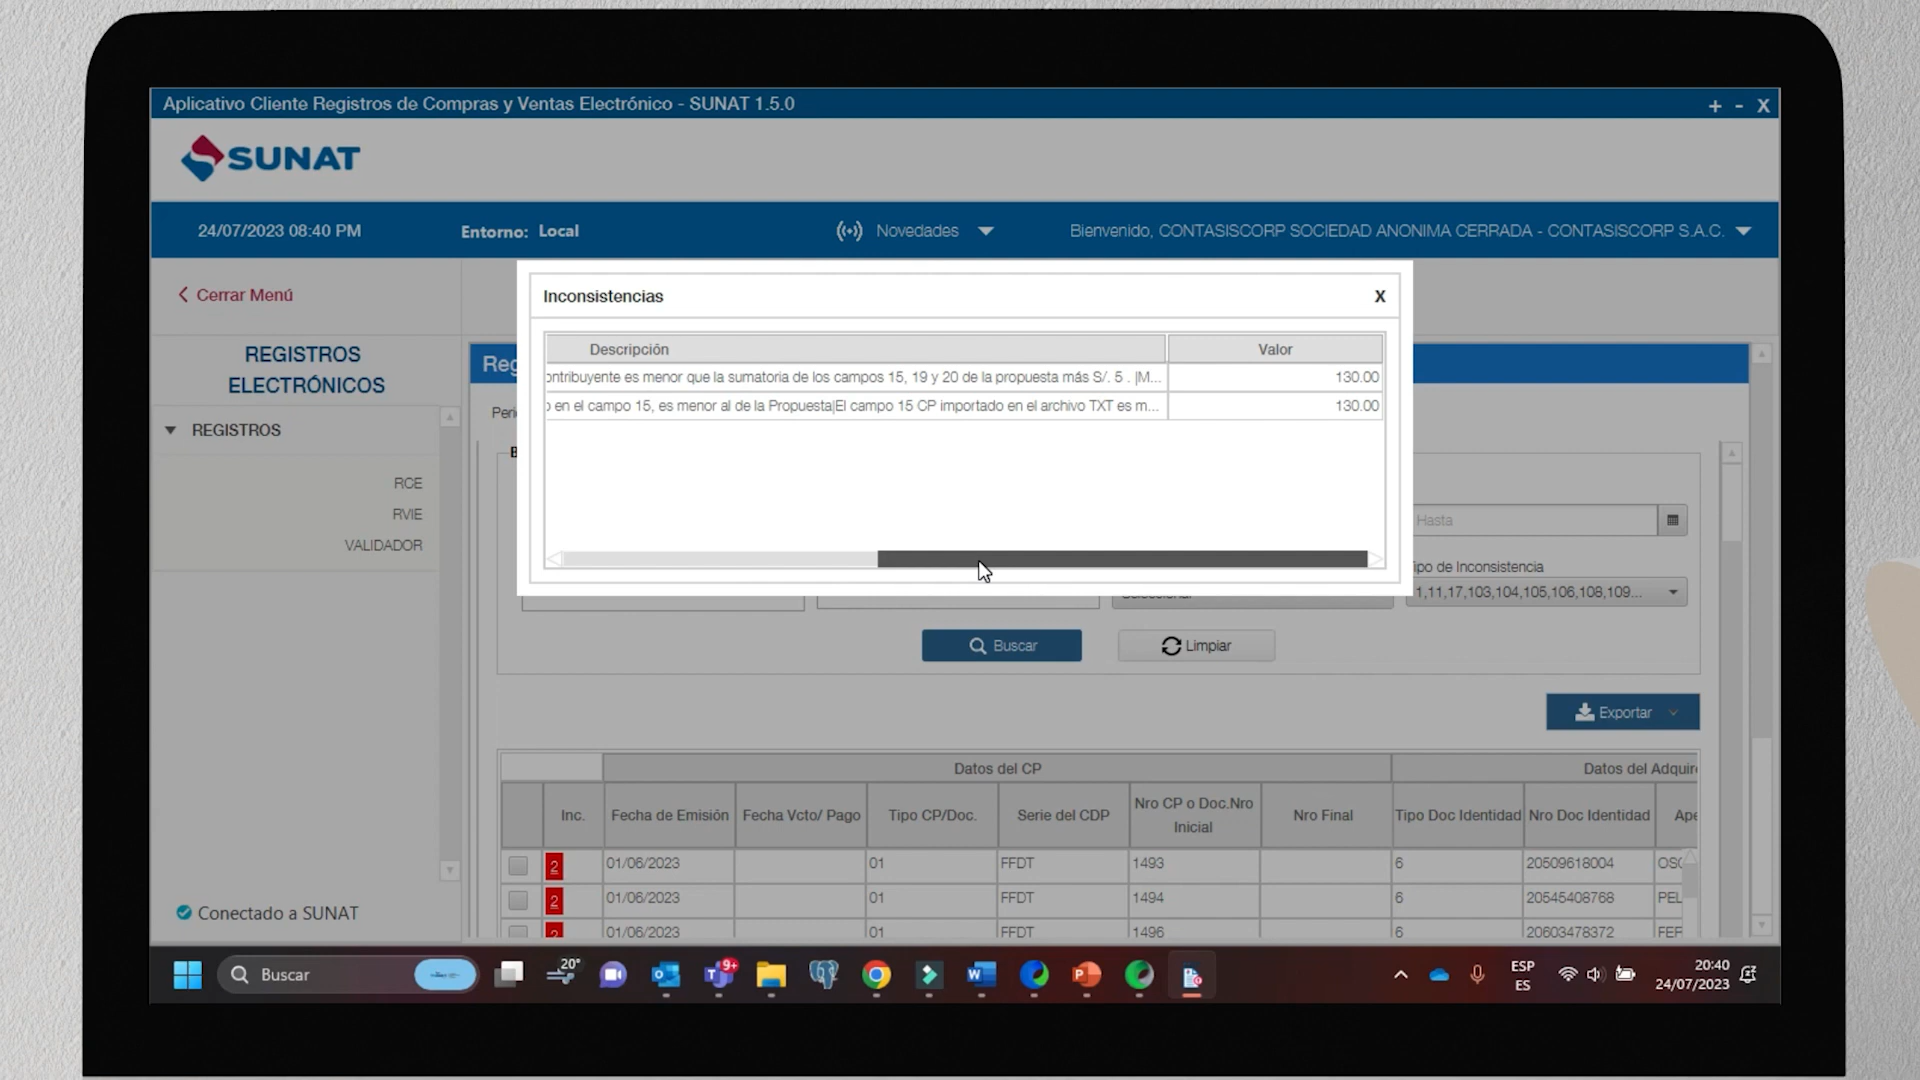 Aplicativo Cliente Registros de Compras y Ventas Electrónico - SUNAT 1.5.0
+ - X
SUNAT
24/07/2023 08:40 PM
Entorno: Local
Novedades
Bienvenido, CONTASISCORP SOCIEDAD ANONIMA CERRADA - CONTASISCORP S.A.C.
Cerrar Menú
REGISTROS
ELECTRÓNICOS
REGISTROS
RCE
RVIE
VALIDADOR
Conectado a SUNAT
Inconsistencias X
Descripción Valor
ontribuyente es menor que la sumatoria de los campos 15, 19 y 20 de la propuesta más S/. 5 . |M... 130.00
o en el campo 15, es menor al de la Propuesta|El campo 15 CP importado en el archivo TXT es m... 130.00
Reg
Peri
Hasta
ipo de Inconsistencia
1,11,17,103,104,105,106,108,109...
Buscar
Limpiar
Exportar
Datos del CP Datos del Adquir
Inc. Fecha de Emisión Fecha Vcto/ Pago Tipo CP/Doc. Serie del CDP Nro CP o Doc.Nro Inicial Nro Final Tipo Doc Identidad Nro Doc Identidad Ape
2 01/06/2023 01 FFDT 1493 6 20509618004 OSC
2 01/06/2023 01 FFDT 1494 6 20545408768 PEL
2 01/06/2023 01 FFDT 1496 6 20603478372 FER
Buscar
20°
9+
ESP
ES
20:40
24/07/2023